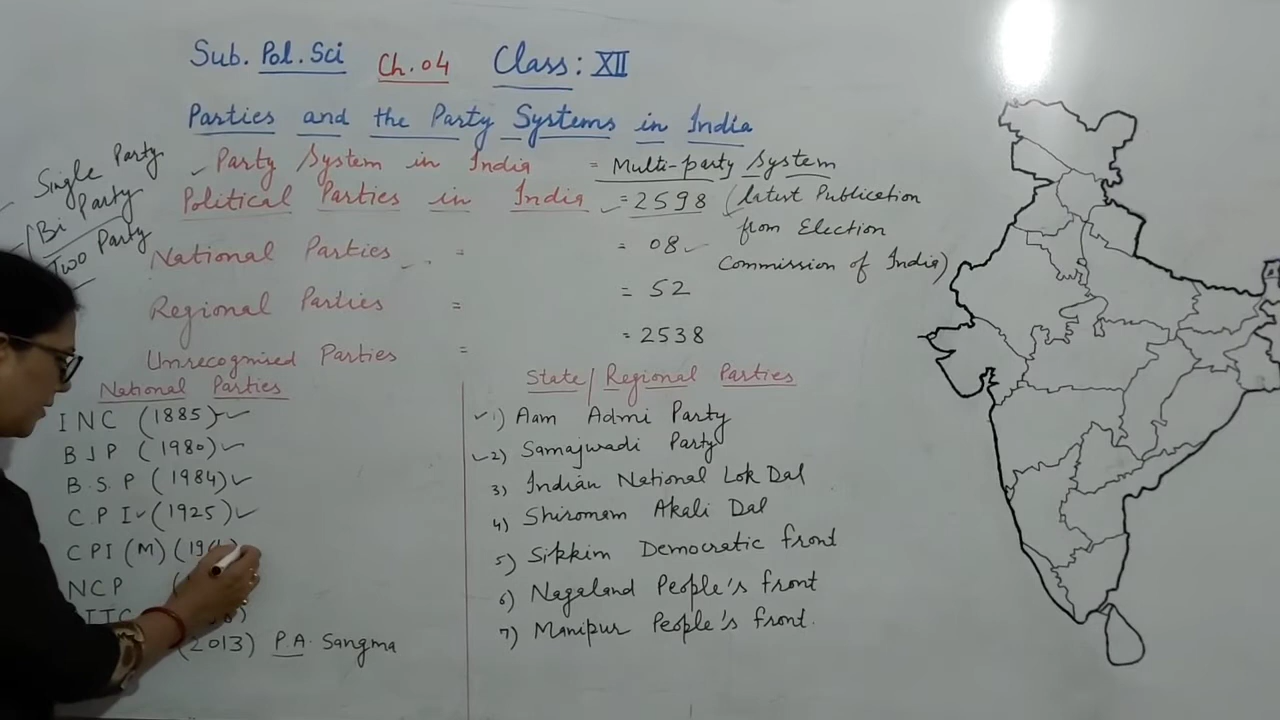 Sub. Pol. Sci Ch. 04 Class: XII
Parties and the Party Systems in India
Single Party
Bi Party
Two Party
Party System in India = Multi-party System
Political Parties in India = 2598 (latest Publication
from Election
Commission of India)
National Parties = = 08
Regional Parties = = 52
Unrecognised Parties = = 2538
National Parties
INC (1885)
BJP (1980)
B.S.P (1984)
C.P.I (1925)
CPI (M) (19
NCP (
(2013) P.A. Sangma
State/Regional Parties
1) Aam Admi Party
2) Samajwadi Party
3) Indian National Lok Dal
4) Shiromam Akali Dal
5) Sikkim Democratic front
6) Nagaland People's front
7) Manipur People's front.